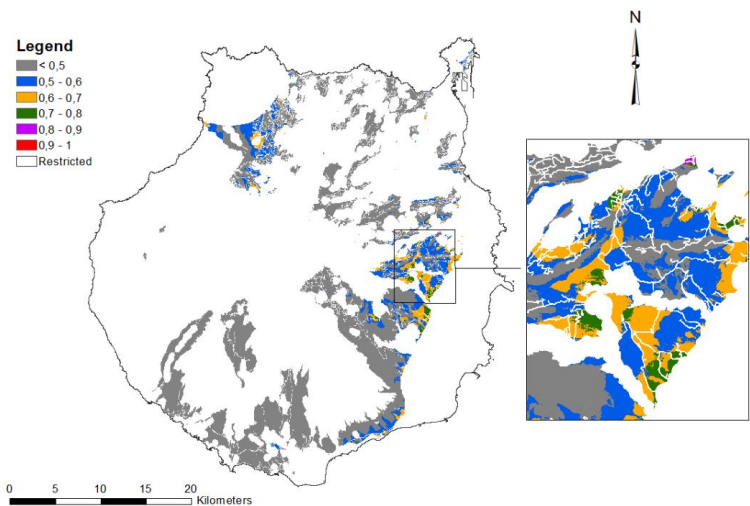 Legend
< 0,5
0,5 - 0,6
0,6 - 0,7
0,7 - 0,8
0,8 - 0,9
0,9 - 1
Restricted
N
0 5 10 15 20
Kilometers